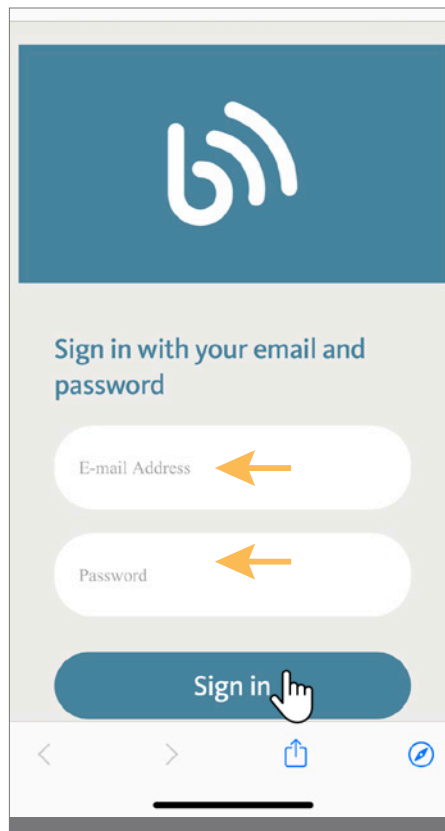 Sign in with your email and
password
E-mail Address
Password
Sign in